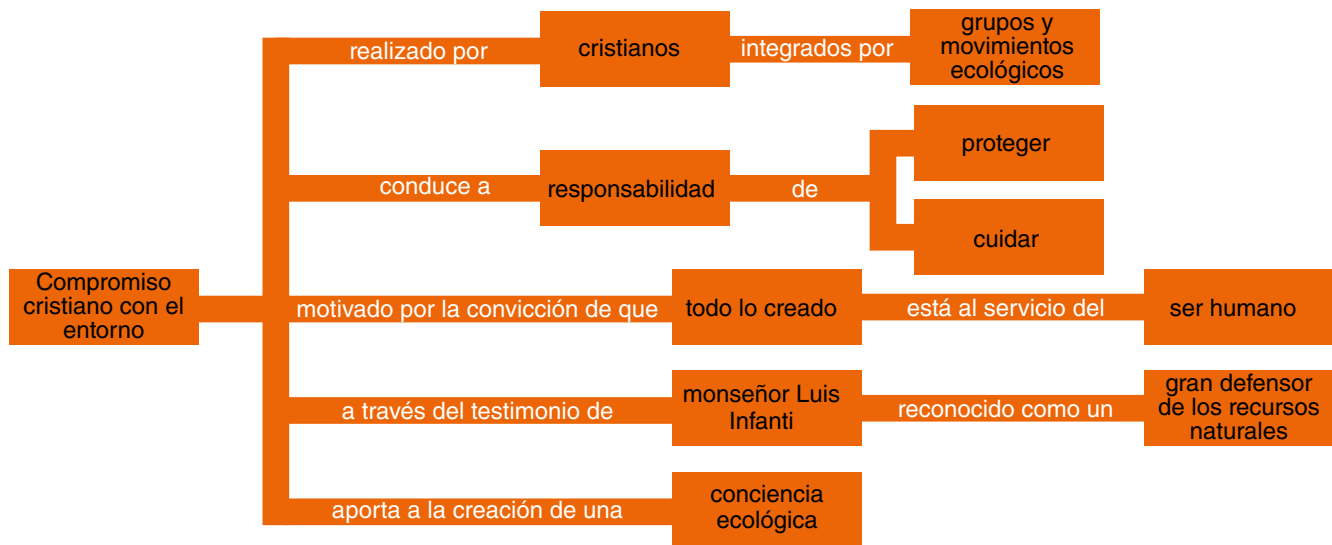 realizado por
cristianos
integrados por
grupos y
movimientos
ecológicos
conduce a
responsabilidad
de
proteger
cuidar
Compromiso
cristiano con el
entorno
motivado por la convicción de que
todo lo creado
está al servicio del
ser humano
a través del testimonio de
monseñor Luis
Infanti
reconocido como un
gran defensor
de los recursos
naturales
aporta a la creación de una
conciencia
ecológica